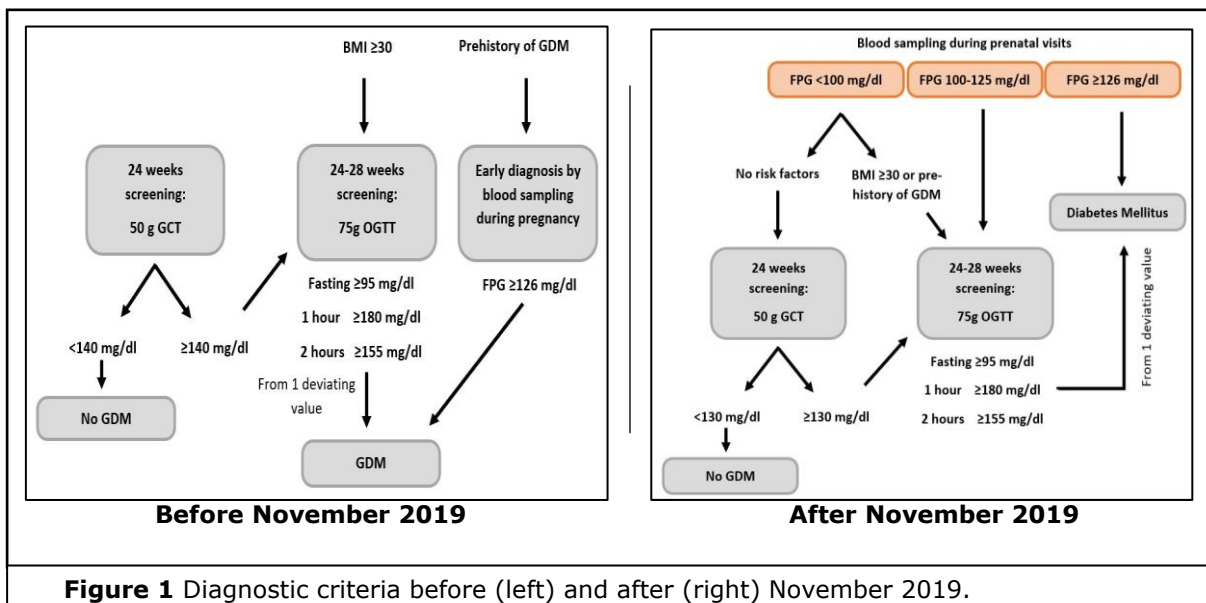 BMI ≥30
Prehistory of GDM
24 weeks
screening:
50 g GCT
24-28 weeks
screening:
75g OGTT
Early diagnosis by
blood sampling
during pregnancy
Fasting ≥95 mg/dl
1 hour ≥180 mg/dl
2 hours ≥155 mg/dl
FPG ≥126 mg/dl
<140 mg/dl
≥140 mg/dl
From 1 deviating
value
No GDM
GDM
Before November 2019
Blood sampling during prenatal visits
FPG <100 mg/dl
FPG 100-125 mg/dl
FPG ≥126 mg/dl
No risk factors
BMI ≥30 or pre-
history of GDM
Diabetes Mellitus
24 weeks
screening:
50 g GCT
24-28 weeks
screening:
75g OGTT
From 1 deviating value
Fasting ≥95 mg/dl
1 hour ≥180 mg/dl
2 hours ≥155 mg/dl
<130 mg/dl
≥130 mg/dl
No GDM
After November 2019
Figure 1 Diagnostic criteria before (left) and after (right) November 2019.